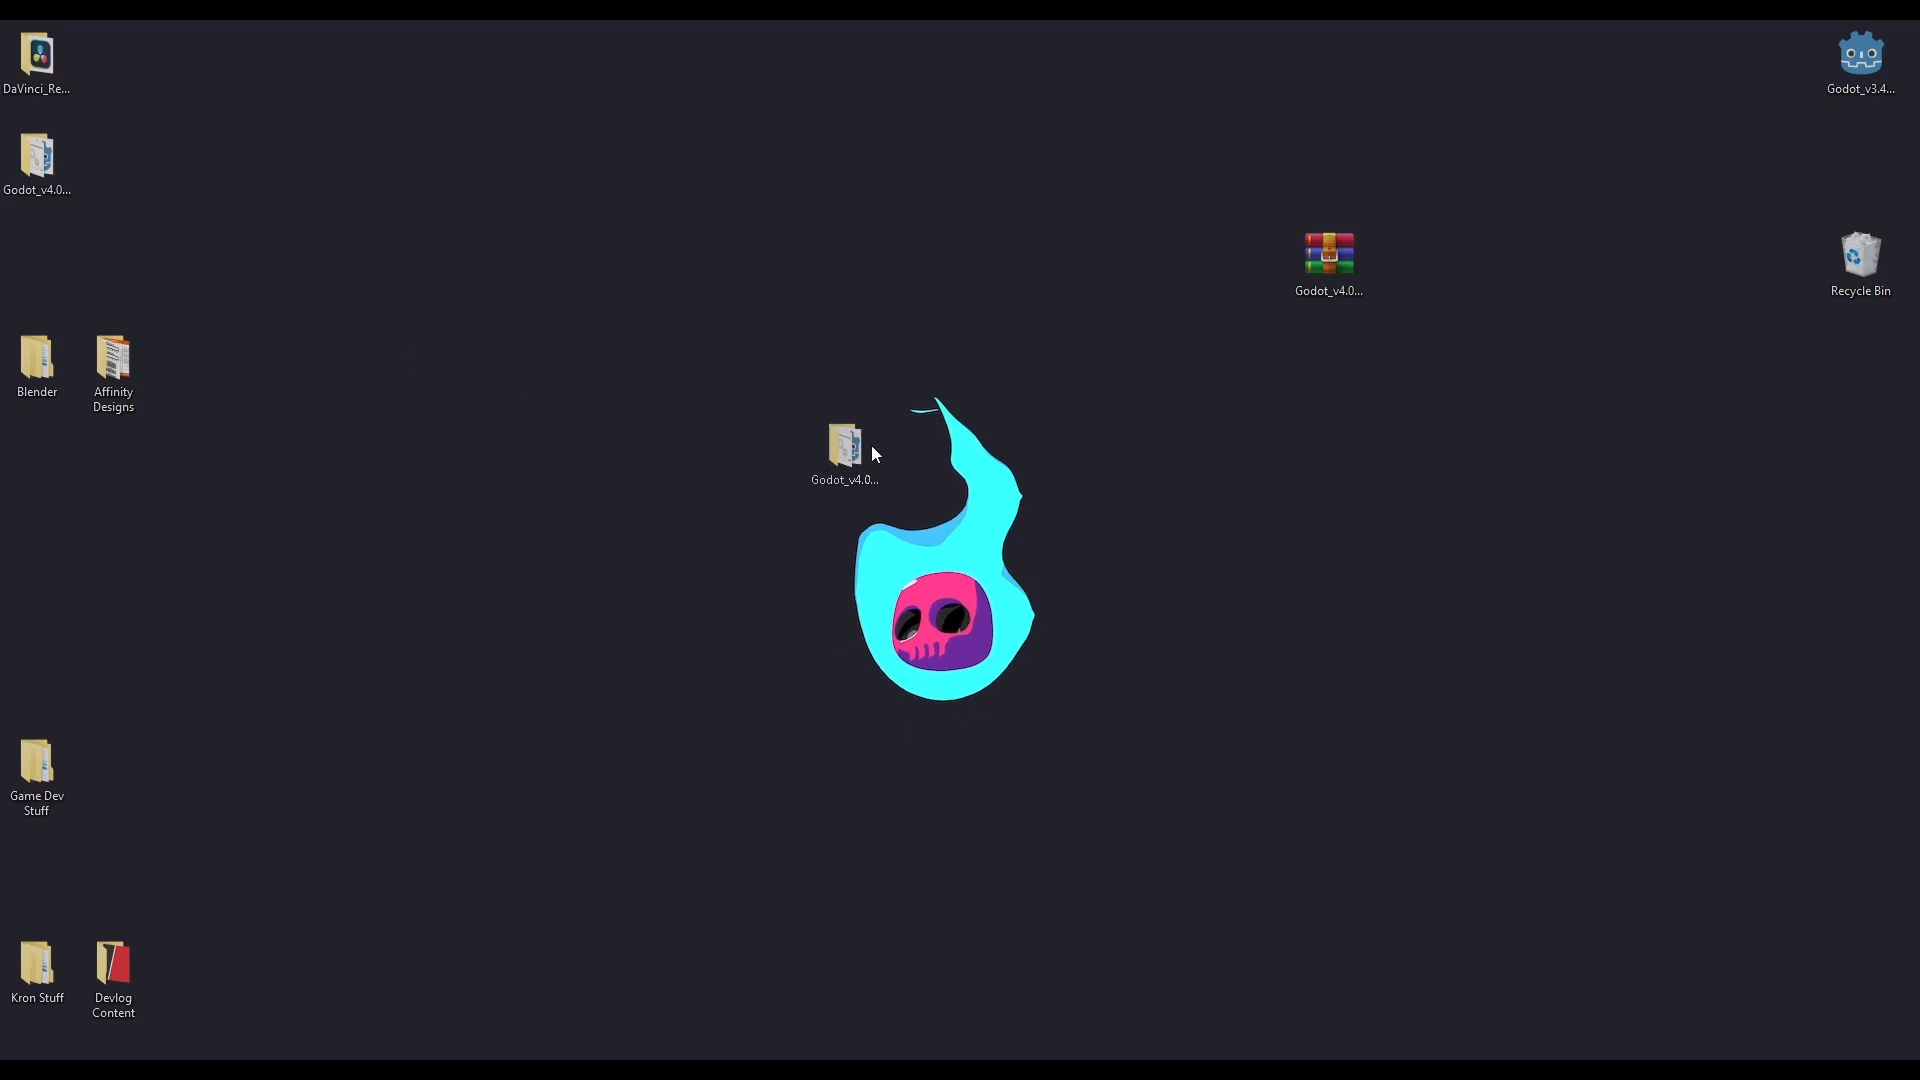 DaVinci_Re...
Godot_v3.4...
Godot_v4.0...
Godot_v4.0...
Recycle Bin
Blender
Affinity
Designs
Godot_v4.0...
Game Dev
Stuff
Kron Stuff
Devlog
Content